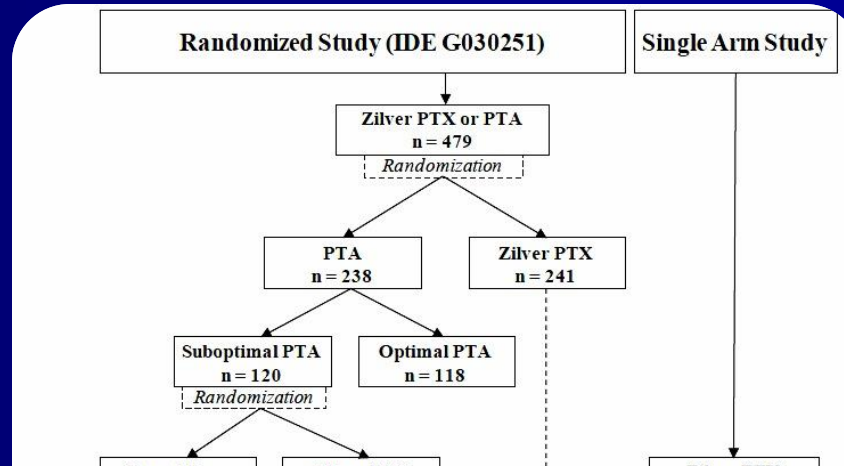 Randomized Study (IDE G030251)
Single Arm Study
Zilver PTX or PTA
n = 479
Randomization
PTA
n = 238
Zilver PTX
n = 241
Suboptimal PTA
n = 120
Optimal PTA
n = 118
Randomization